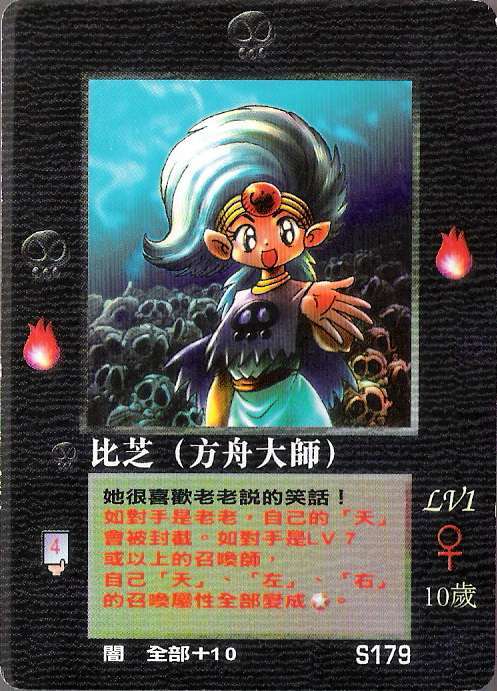 比芝（方舟大師）
她很喜歡老老説的笑話！
如對手是老老，自己的「天」
會被封截。如對手是LV 7
或以上的召喚師，
自己「天」、「左」、「右」
的召喚屬性全部變成 。
LV1
♀
4
10歲
闇 全部＋10
S179